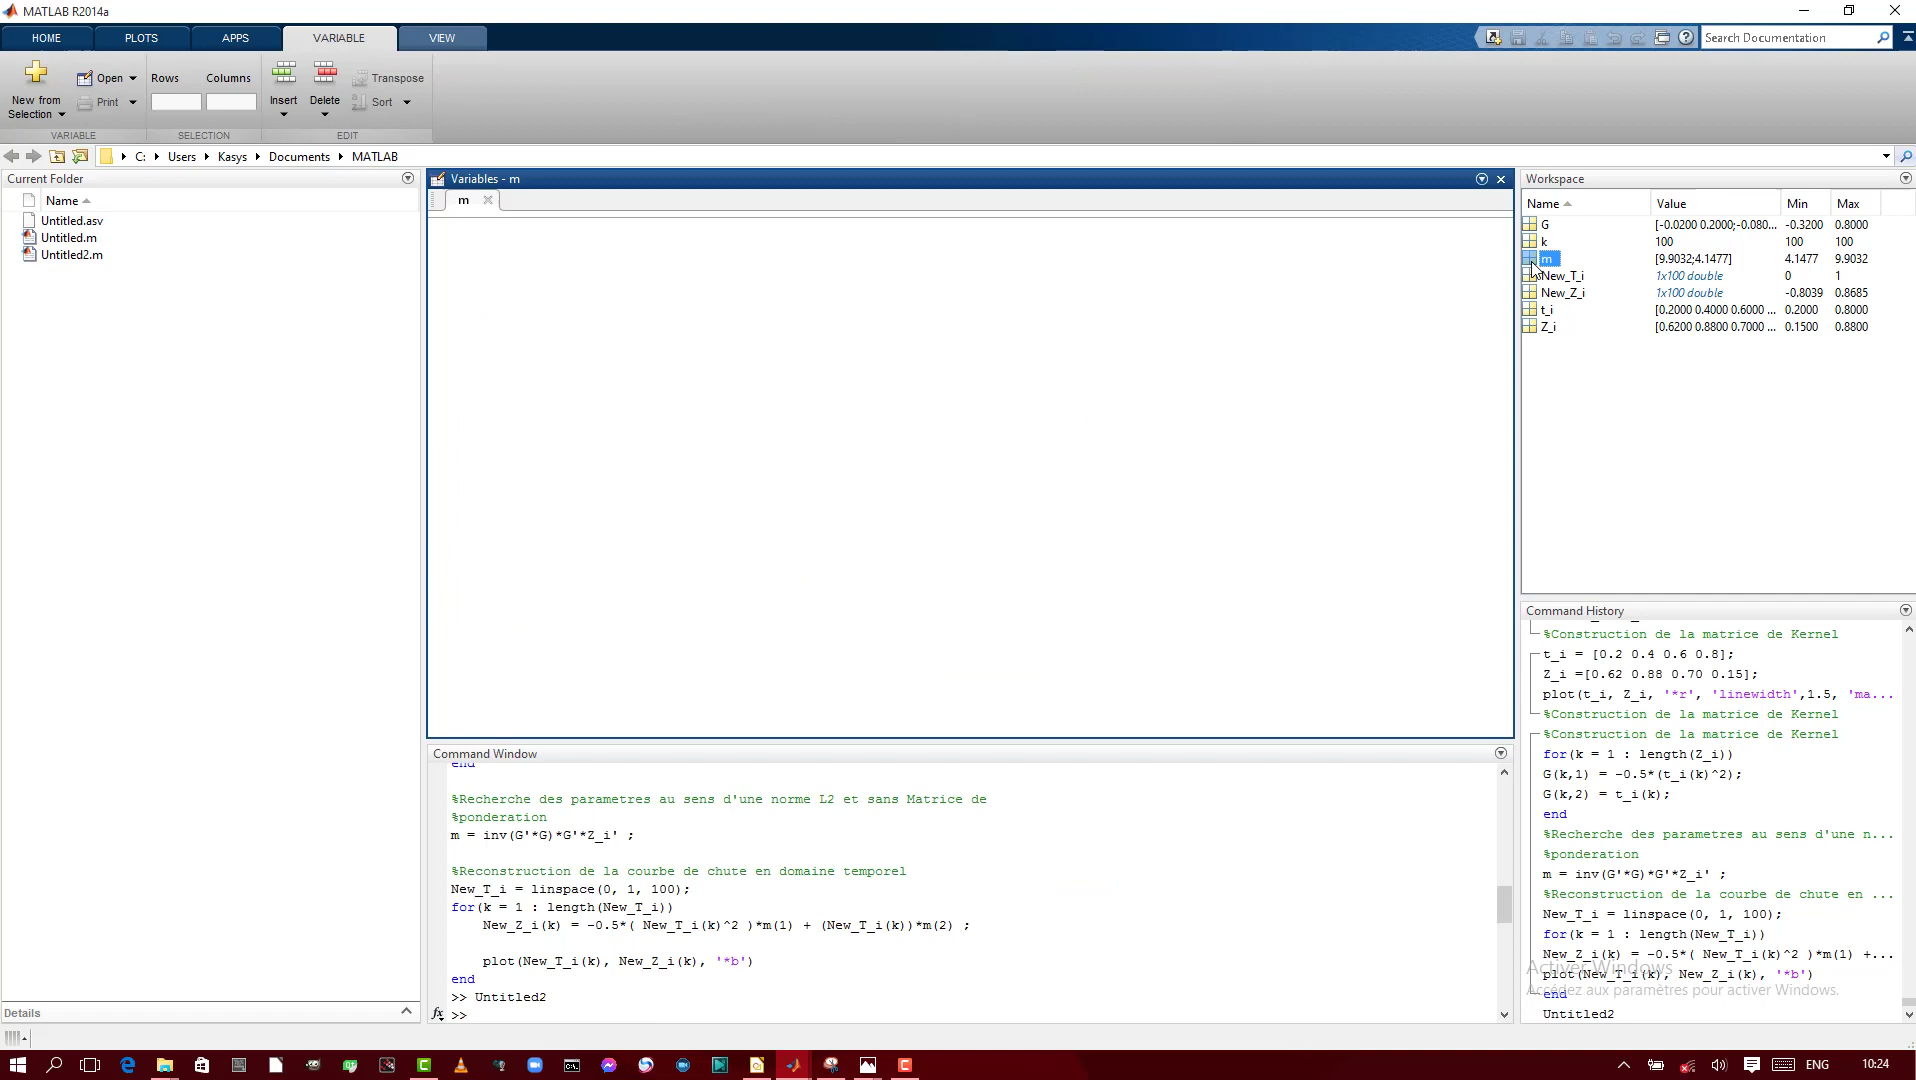 MATLAB R2014a
HOME
PLOTS
APPS
VARIABLE
VIEW
Search Documentation
New from
Selection
Open
Print
Rows
Columns
Insert
Delete
Transpose
Sort
VARIABLE
SELECTION
EDIT
C:
Users
Kasys
Documents
MATLAB
Current Folder
Name
Untitled.asv
Untitled.m
Untitled2.m
Details
Variables - m
m
Workspace
Name Value Min Max
G [-0.0200 0.2000;-0.080... -0.3200 0.8000
k 100 100 100
m [9.9032;4.1477] 4.1477 9.9032
New_T_i 1x100 double 0 1
New_Z_i 1x100 double -0.8039 0.8685
t_i [0.2000 0.4000 0.6000 ... 0.2000 0.8000
Z_i [0.6200 0.8800 0.7000 ... 0.1500 0.8800
Command Window
end
%Recherche des parametres au sens d'une norme L2 et sans Matrice de
%ponderation
m = inv(G'*G)*G'*Z_i' ;
%Reconstruction de la courbe de chute en domaine temporel
New_T_i = linspace(0, 1, 100);
for(k = 1 : length(New_T_i))
New_Z_i(k) = -0.5*( New_T_i(k)^2 )*m(1) + (New_T_i(k))*m(2) ;
plot(New_T_i(k), New_Z_i(k), '*b')
end
>> Untitled2
fx >>
Command History
%Construction de la matrice de Kernel
t_i = [0.2 0.4 0.6 0.8];
Z_i =[0.62 0.88 0.70 0.15];
plot(t_i, Z_i, '*r', 'linewidth',1.5, 'ma...
%Construction de la matrice de Kernel
%Construction de la matrice de Kernel
for(k = 1 : length(Z_i))
G(k,1) = -0.5*(t_i(k)^2);
G(k,2) = t_i(k);
end
%Recherche des parametres au sens d'une n...
%ponderation
m = inv(G'*G)*G'*Z_i' ;
%Reconstruction de la courbe de chute en ...
New_T_i = linspace(0, 1, 100);
for(k = 1 : length(New_T_i))
New_Z_i(k) = -0.5*( New_T_i(k)^2 )*m(1) +...
plot(New_T_i(k), New_Z_i(k), '*b')
end
Untitled2
Activer Windows
Accédez aux paramètres pour activer Windows.
ENG
10:24